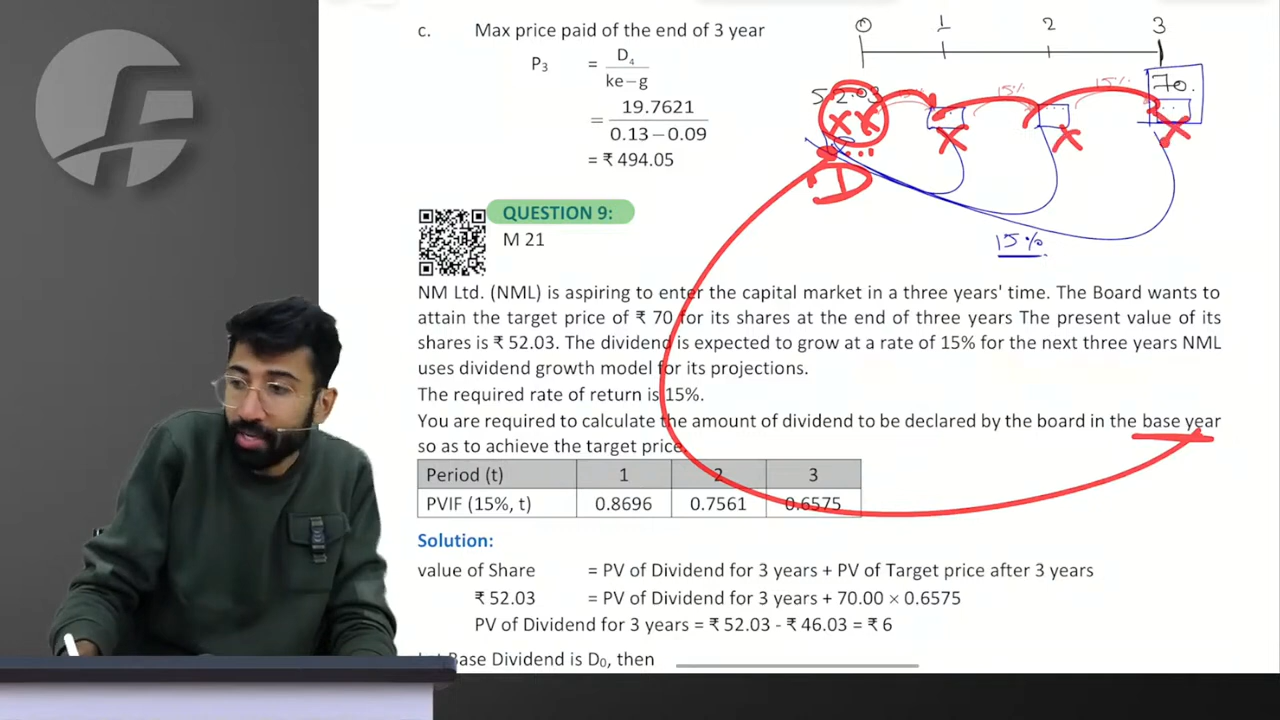 c. Max price paid of the end of 3 year
P₃ = D₄ / ke−g
= 19.7621 / 0.13−0.09
= ₹ 494.05
0 1 2 3
52.03 15% 15% 70.
D
15%
QUESTION 9:
M 21
NM Ltd. (NML) is aspiring to enter the capital market in a three years' time. The Board wants to
attain the target price of ₹ 70 for its shares at the end of three years The present value of its
shares is ₹ 52.03. The dividend is expected to grow at a rate of 15% for the next three years NML
uses dividend growth model for its projections.
The required rate of return is 15%.
You are required to calculate the amount of dividend to be declared by the board in the base year
so as to achieve the target price.
Period (t) 1 2 3
PVIF (15%, t) 0.8696 0.7561 0.6575
Solution:
value of Share = PV of Dividend for 3 years + PV of Target price after 3 years
₹ 52.03 = PV of Dividend for 3 years + 70.00 × 0.6575
PV of Dividend for 3 years = ₹ 52.03 - ₹ 46.03 = ₹ 6
Base Dividend is D₀, then